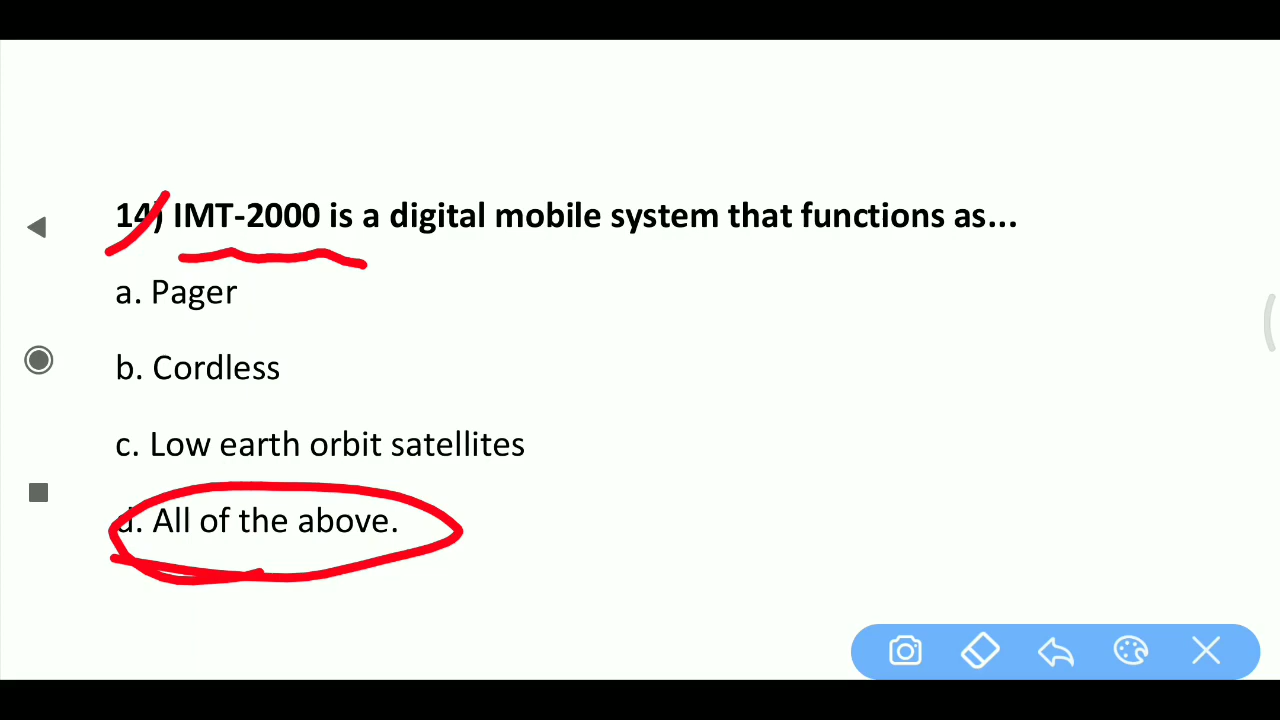 14) IMT-2000 is a digital mobile system that functions as...
a. Pager
b. Cordless
c. Low earth orbit satellites
d. All of the above.